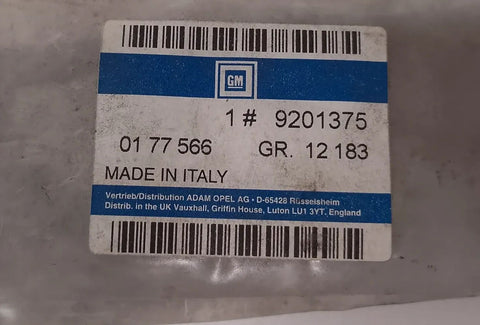 GM
1 # 9201375
01 77 566 GR. 12 183
MADE IN ITALY
Vertrieb/Distribution ADAM OPEL AG • D-65428 Rüsselsheim
Distrib. in the UK Vauxhall, Griffin House, Luton LU1 3YT. England